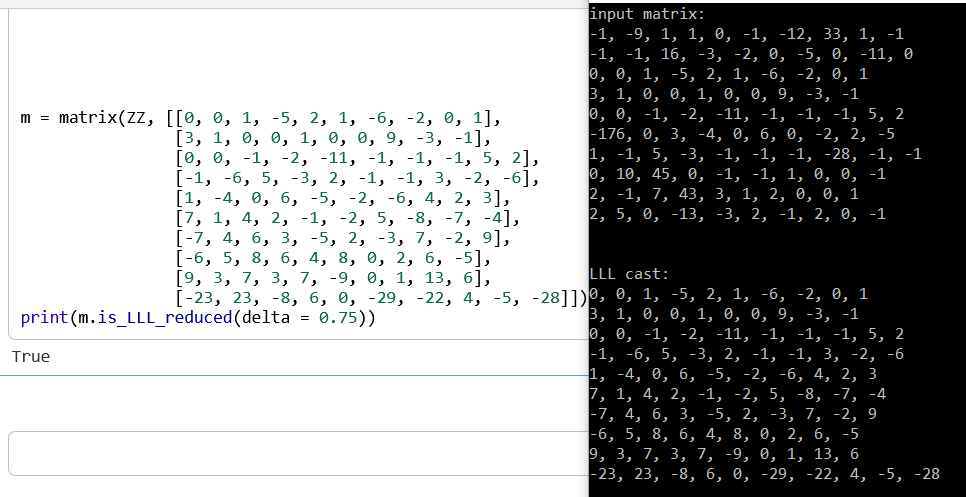 m = matrix(ZZ, [[0, 0, 1, -5, 2, 1, -6, -2, 0, 1],
[3, 1, 0, 0, 1, 0, 0, 9, -3, -1],
[0, 0, -1, -2, -11, -1, -1, -1, 5, 2],
[-1, -6, 5, -3, 2, -1, -1, 3, -2, -6],
[1, -4, 0, 6, -5, -2, -6, 4, 2, 3],
[7, 1, 4, 2, -1, -2, 5, -8, -7, -4],
[-7, 4, 6, 3, -5, 2, -3, 7, -2, 9],
[-6, 5, 8, 6, 4, 8, 0, 2, 6, -5],
[9, 3, 7, 3, 7, -9, 0, 1, 13, 6],
[-23, 23, -8, 6, 0, -29, -22, 4, -5, -28]])
print(m.is_LLL_reduced(delta = 0.75))
True
input matrix:
-1, -9, 1, 1, 0, -1, -12, 33, 1, -1
-1, -1, 16, -3, -2, 0, -5, 0, -11, 0
0, 0, 1, -5, 2, 1, -6, -2, 0, 1
3, 1, 0, 0, 1, 0, 0, 9, -3, -1
0, 0, -1, -2, -11, -1, -1, -1, 5, 2
-176, 0, 3, -4, 0, 6, 0, -2, 2, -5
1, -1, 5, -3, -1, -1, -1, -28, -1, -1
0, 10, 45, 0, -1, -1, 1, 0, 0, -1
2, -1, 7, 43, 3, 1, 2, 0, 0, 1
2, 5, 0, -13, -3, 2, -1, 2, 0, -1
LLL cast:
0, 0, 1, -5, 2, 1, -6, -2, 0, 1
3, 1, 0, 0, 1, 0, 0, 9, -3, -1
0, 0, -1, -2, -11, -1, -1, -1, 5, 2
-1, -6, 5, -3, 2, -1, -1, 3, -2, -6
1, -4, 0, 6, -5, -2, -6, 4, 2, 3
7, 1, 4, 2, -1, -2, 5, -8, -7, -4
-7, 4, 6, 3, -5, 2, -3, 7, -2, 9
-6, 5, 8, 6, 4, 8, 0, 2, 6, -5
9, 3, 7, 3, 7, -9, 0, 1, 13, 6
-23, 23, -8, 6, 0, -29, -22, 4, -5, -28